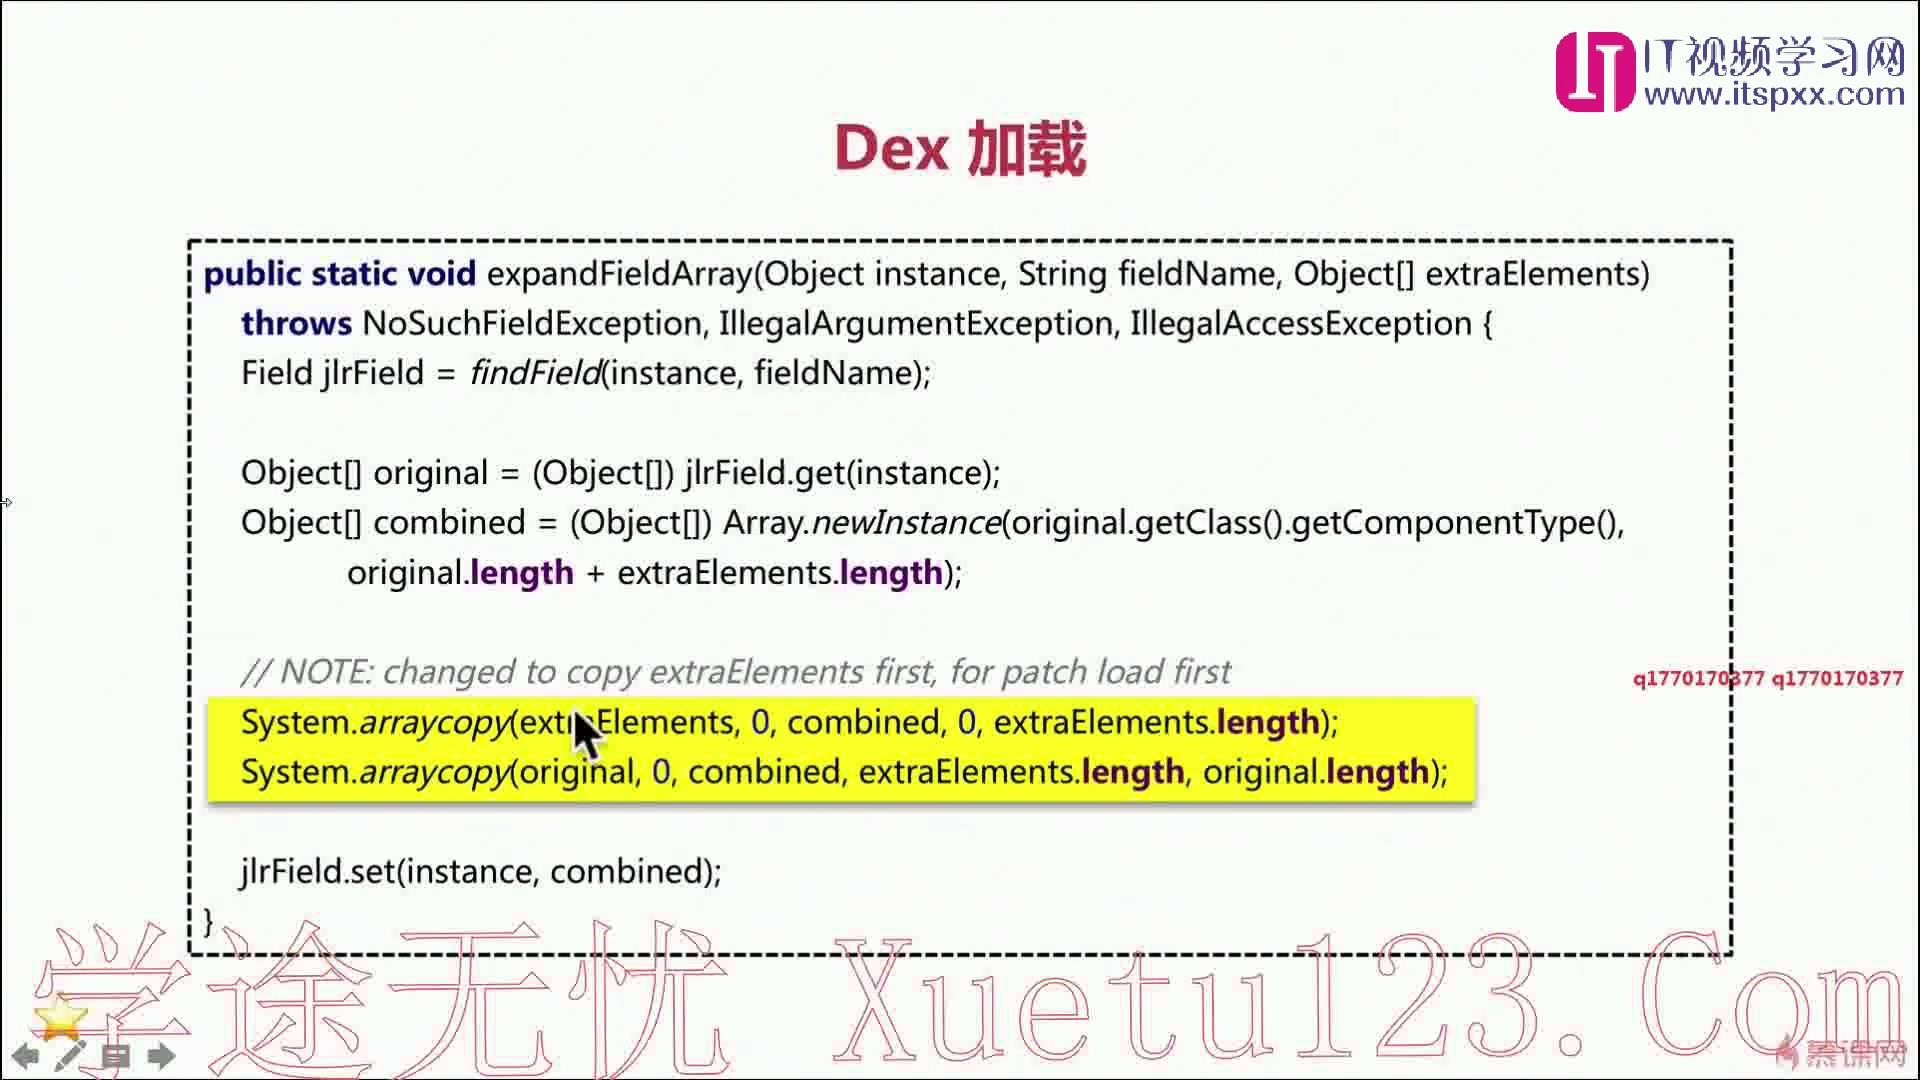 IT视频学习网
www.itspxx.com
Dex 加载
public static void expandFieldArray(Object instance, String fieldName, Object[] extraElements)
throws NoSuchFieldException, IllegalArgumentException, IllegalAccessException {
Field jlrField = findField(instance, fieldName);
Object[] original = (Object[]) jlrField.get(instance);
Object[] combined = (Object[]) Array.newInstance(original.getClass().getComponentType(),
original.length + extraElements.length);
// NOTE: changed to copy extraElements first, for patch load first
q1770170377 q1770170377
System.arraycopy(extraElements, 0, combined, 0, extraElements.length);
System.arraycopy(original, 0, combined, extraElements.length, original.length);
jlrField.set(instance, combined);
}
学途无忧 Xuetu123.Com
慕课网